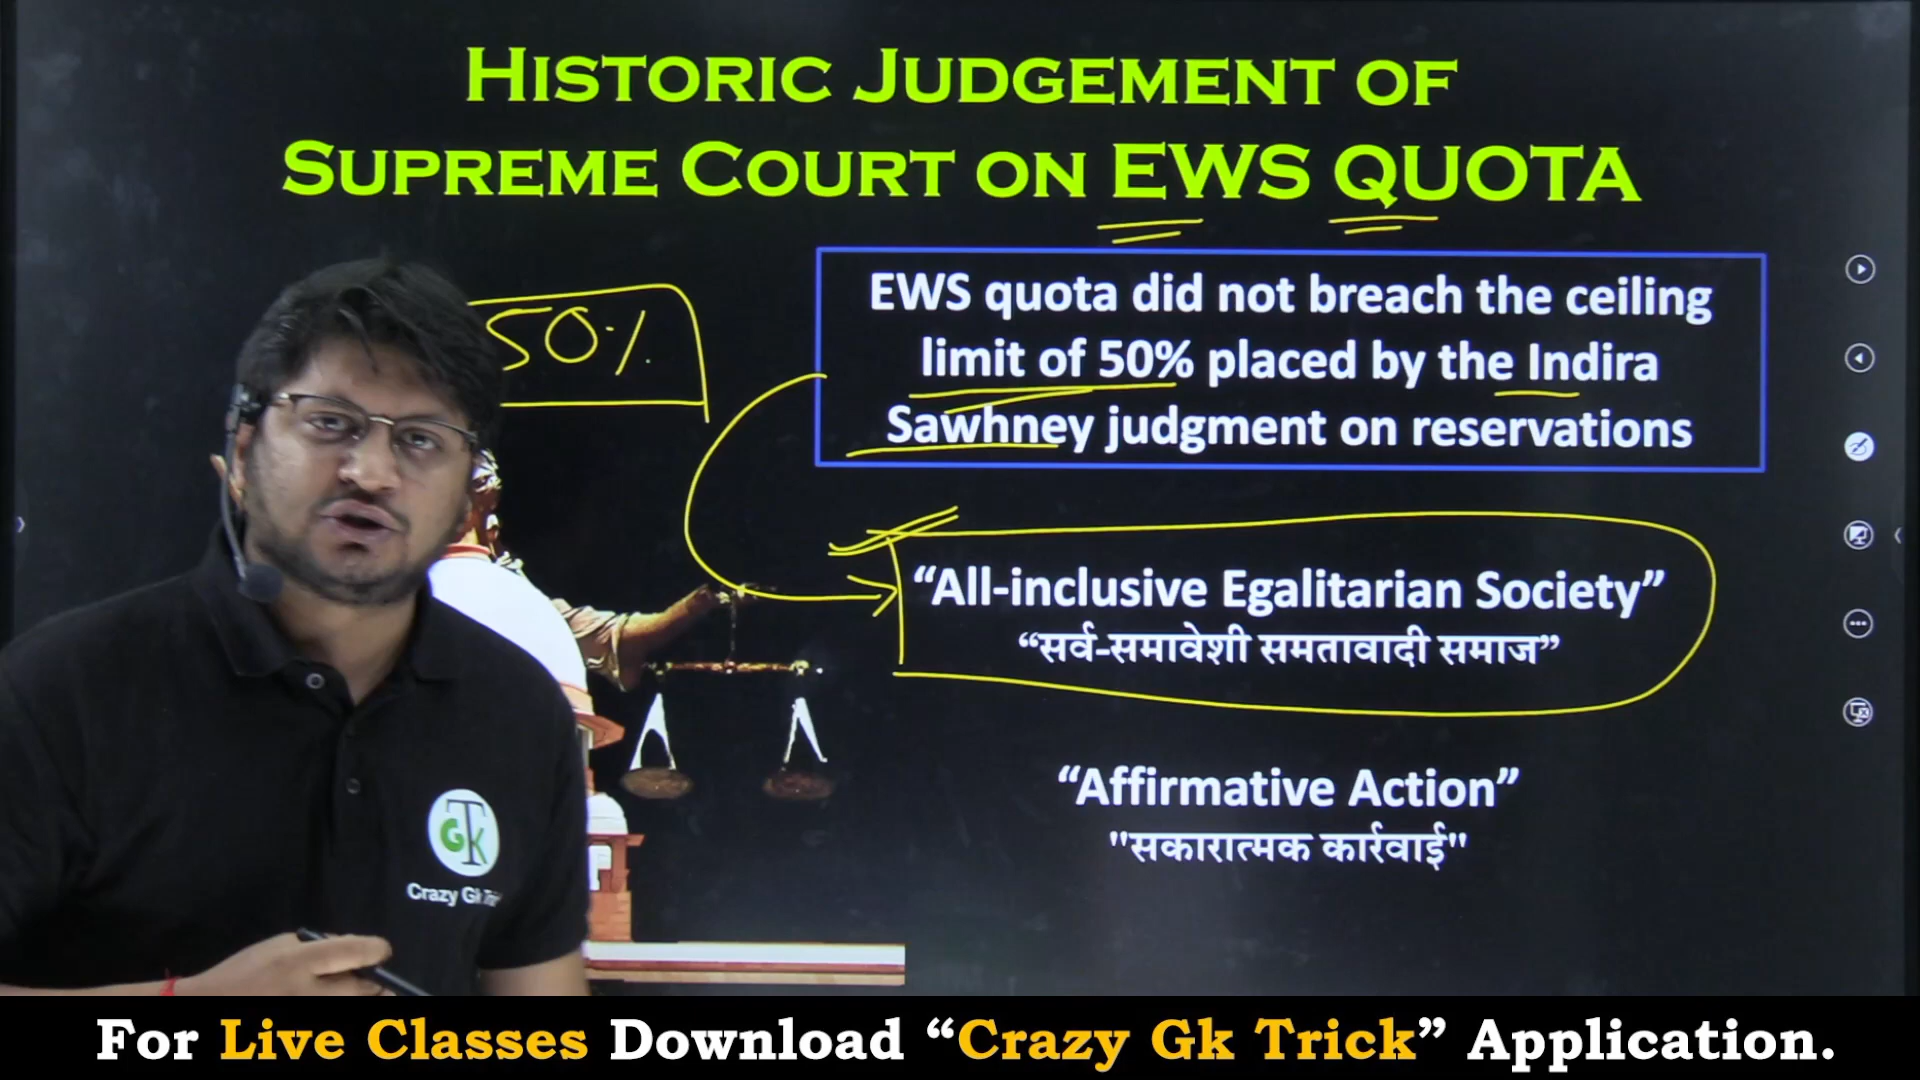 HISTORIC JUDGEMENT OF
SUPREME COURT ON EWS QUOTA
50%
EWS quota did not breach the ceiling
limit of 50% placed by the Indira
Sawhney judgment on reservations
“All-inclusive Egalitarian Society”
“सर्व-समावेशी समतावादी समाज”
“Affirmative Action”
"सकारात्मक कार्रवाई"
GTK
Crazy Gk
For Live Classes Download “Crazy Gk Trick” Application.